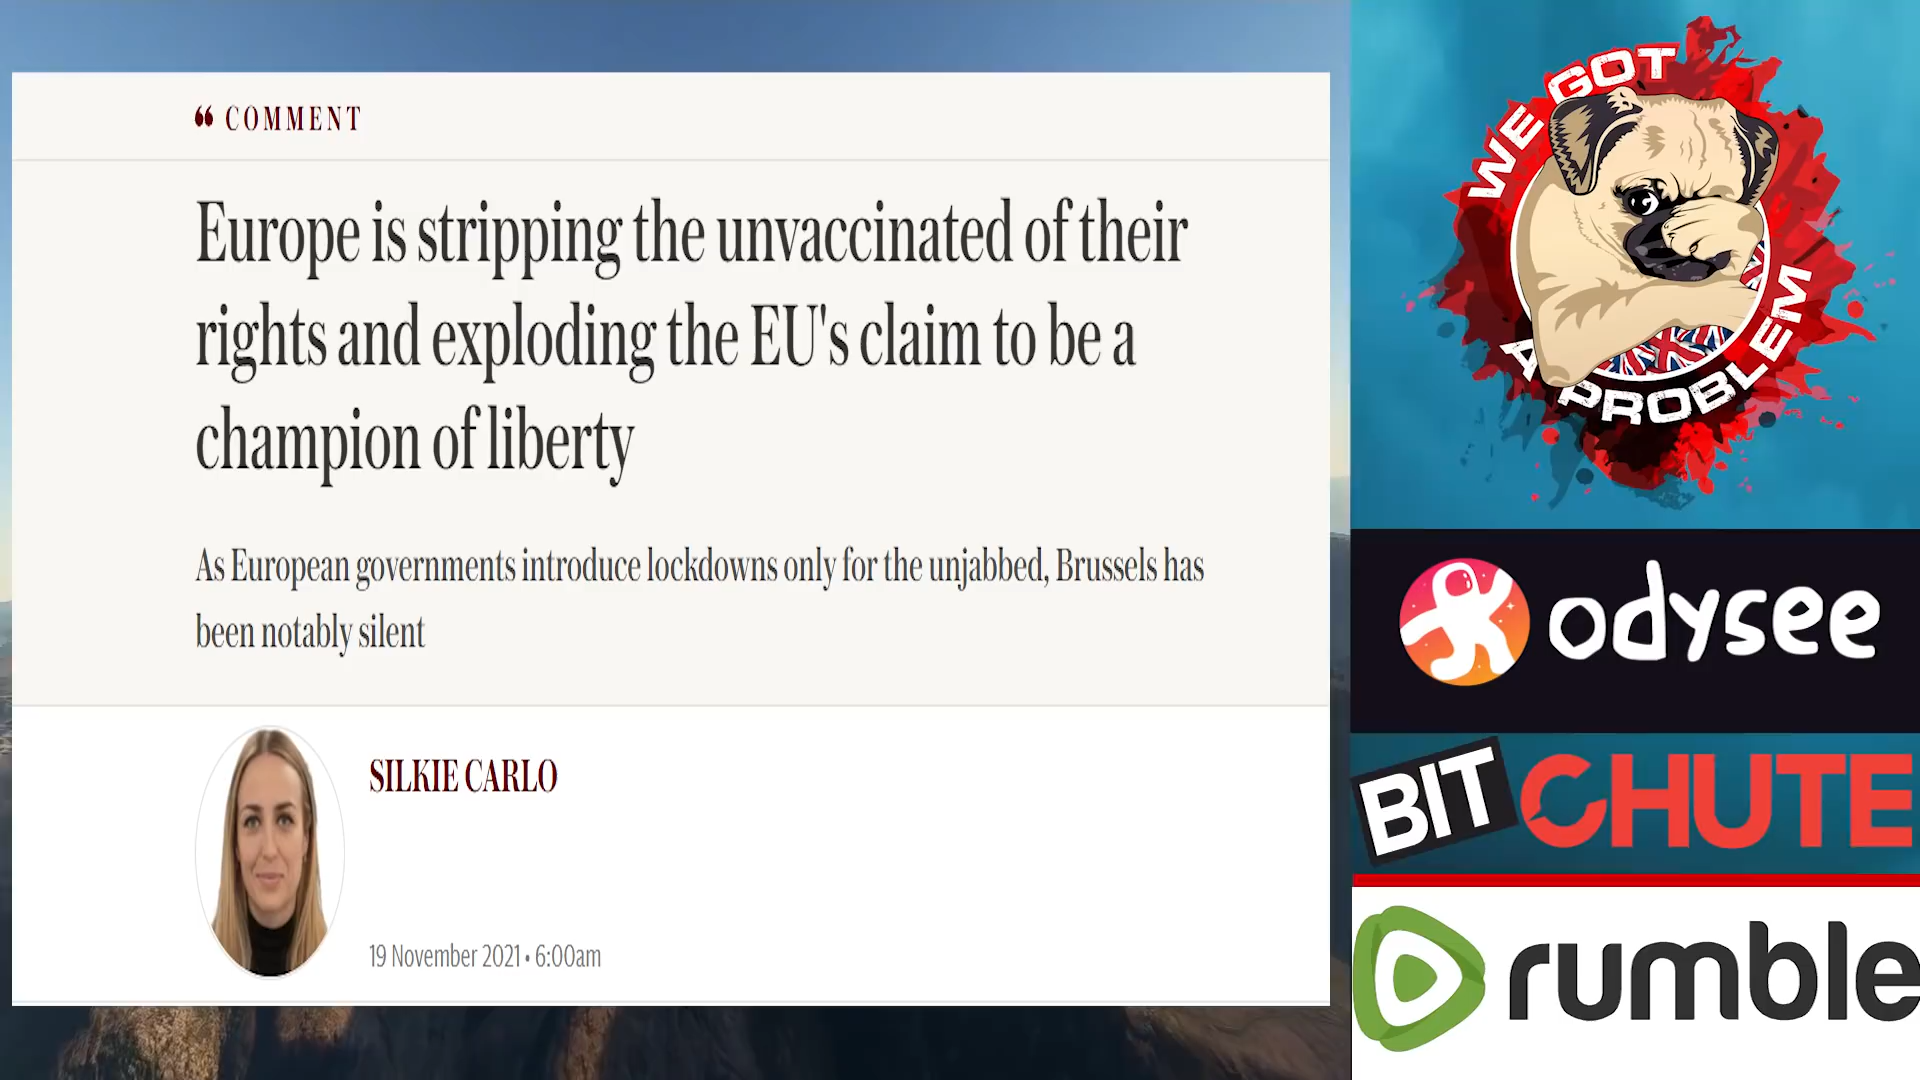 ❝ COMMENT
Europe is stripping the unvaccinated of their
rights and exploding the EU's claim to be a
champion of liberty
As European governments introduce lockdowns only for the unjabbed, Brussels has
been notably silent
SILKIE CARLO
19 November 2021 • 6:00am
WE GOT
A PROBLEM
odysee
BITCHUTE
rumble